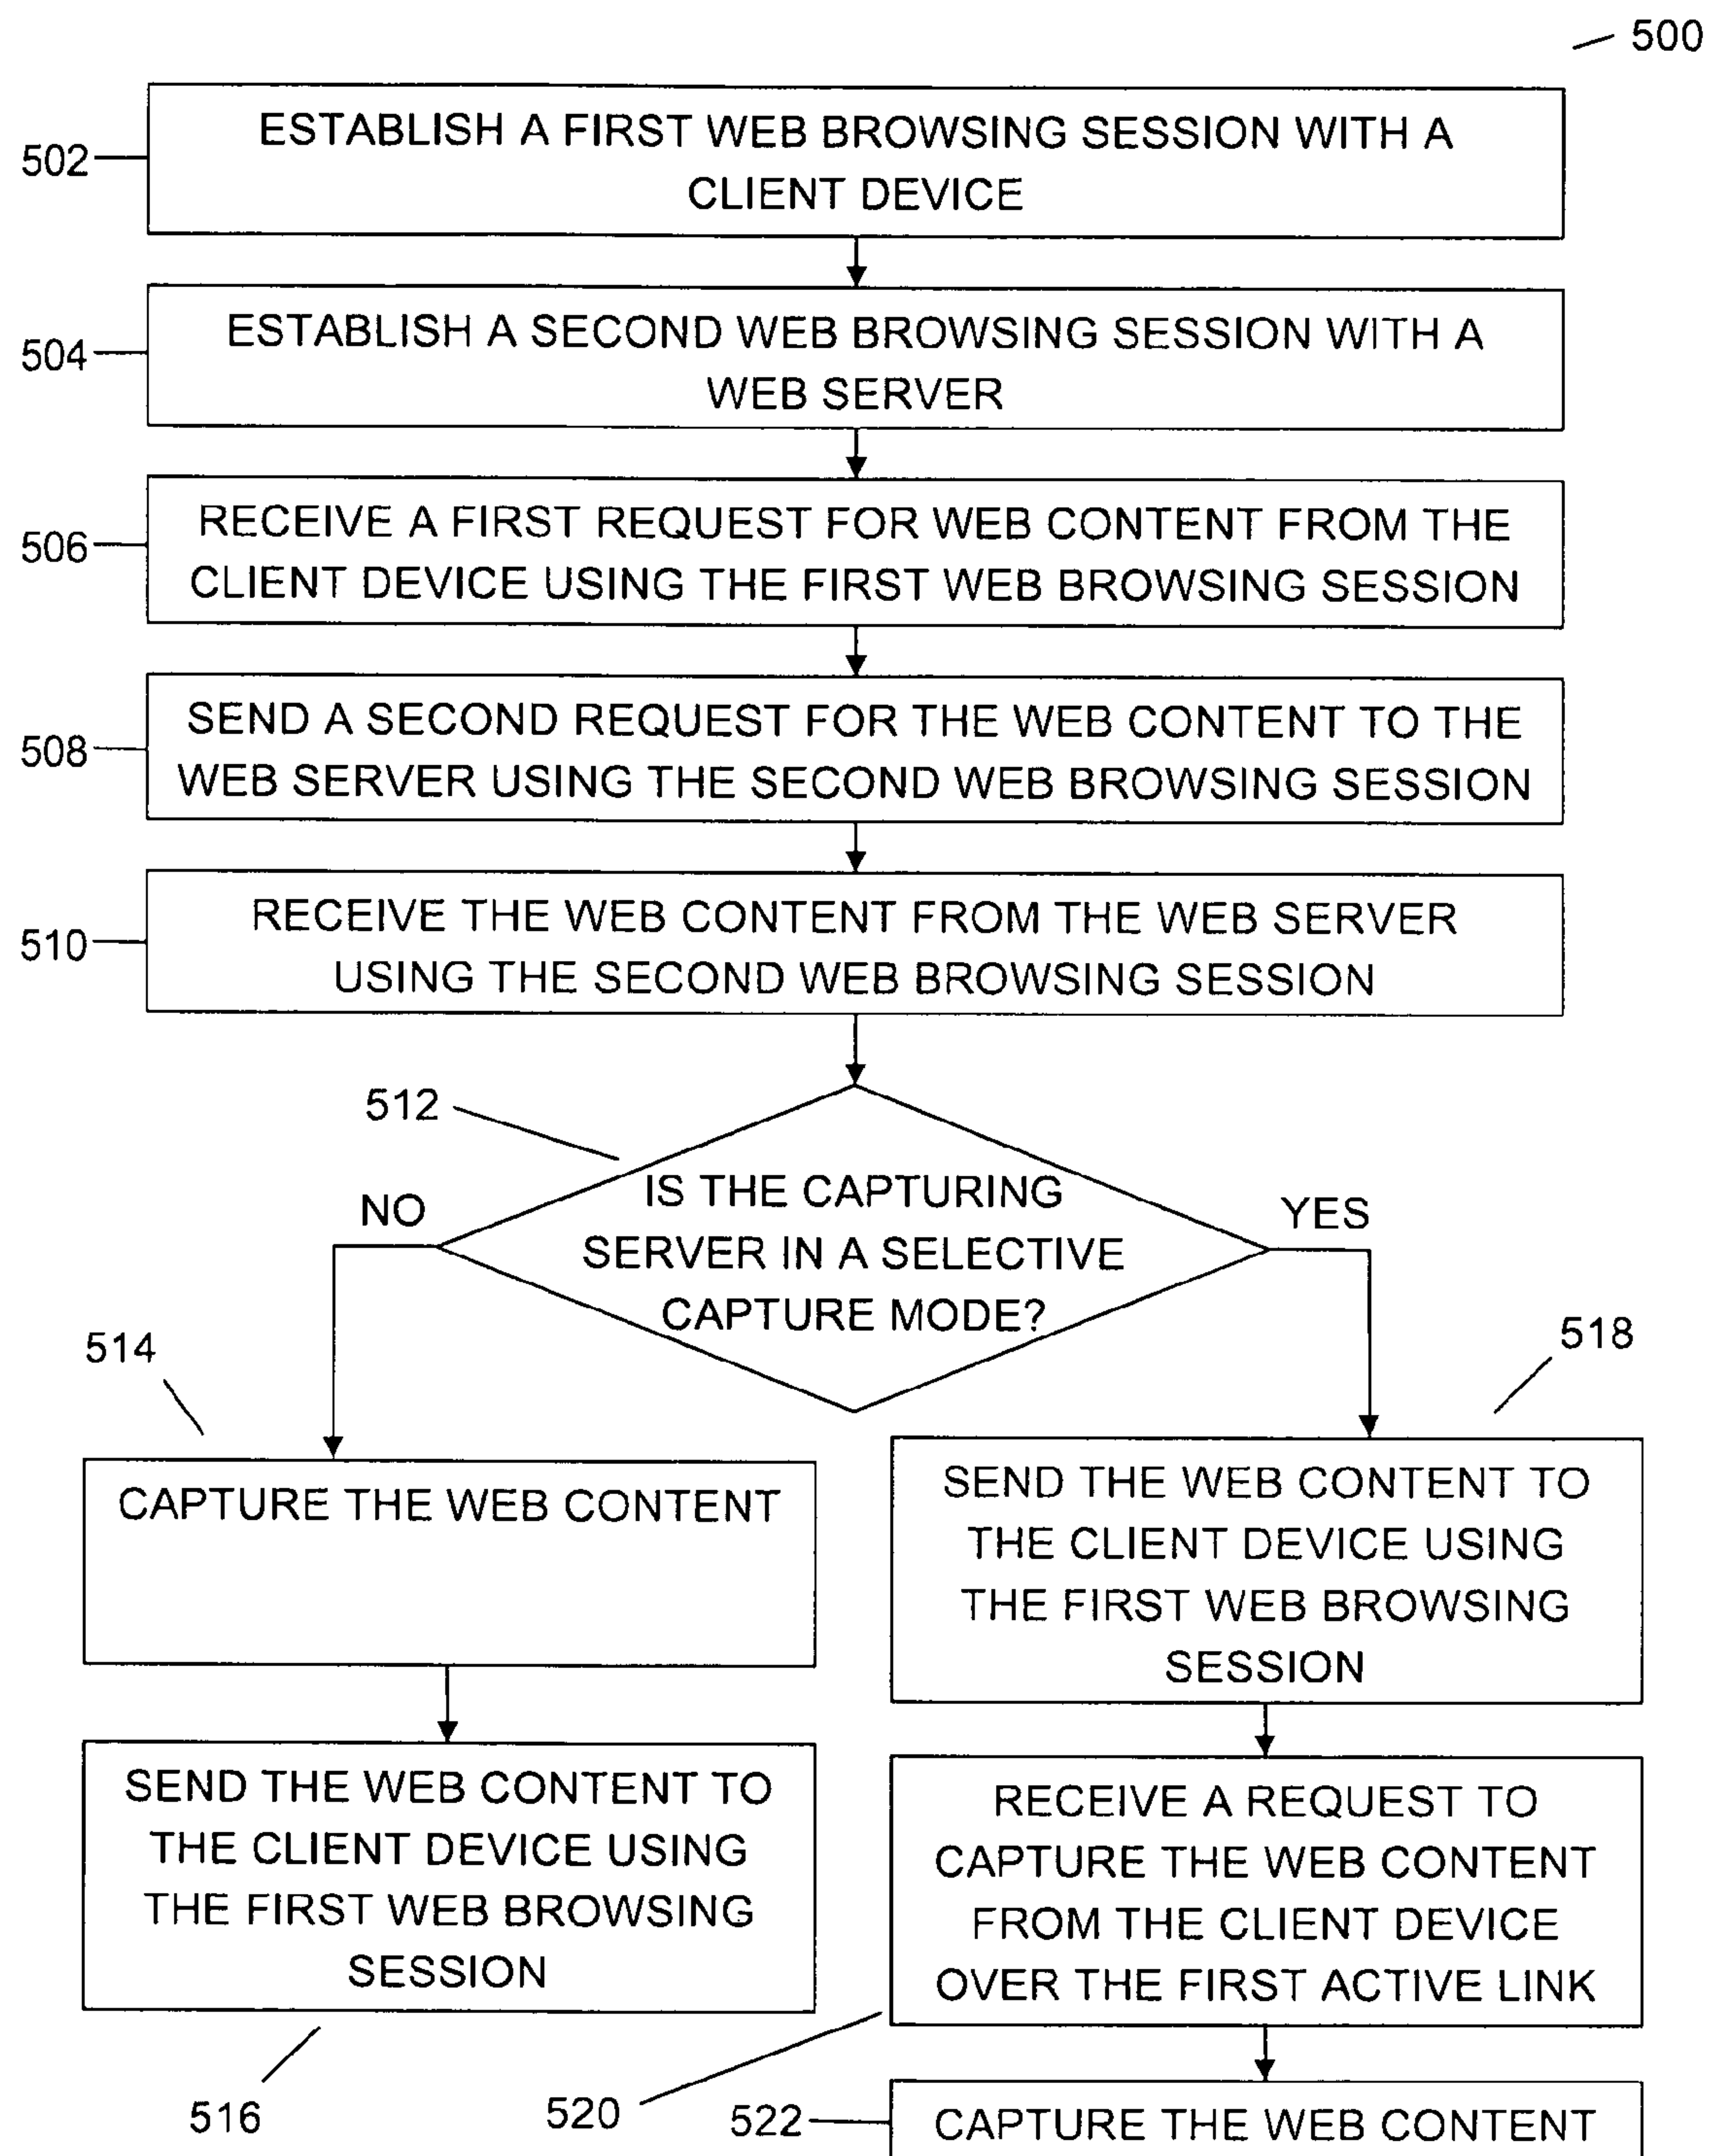 500
502
ESTABLISH A FIRST WEB BROWSING SESSION WITH A
CLIENT DEVICE
504
ESTABLISH A SECOND WEB BROWSING SESSION WITH A
WEB SERVER
506
RECEIVE A FIRST REQUEST FOR WEB CONTENT FROM THE
CLIENT DEVICE USING THE FIRST WEB BROWSING SESSION
508
SEND A SECOND REQUEST FOR THE WEB CONTENT TO THE
WEB SERVER USING THE SECOND WEB BROWSING SESSION
510
RECEIVE THE WEB CONTENT FROM THE WEB SERVER
USING THE SECOND WEB BROWSING SESSION
512
IS THE CAPTURING
SERVER IN A SELECTIVE
CAPTURE MODE?
NO
YES
514
CAPTURE THE WEB CONTENT
SEND THE WEB CONTENT TO
THE CLIENT DEVICE USING
THE FIRST WEB BROWSING
SESSION
516
518
SEND THE WEB CONTENT TO
THE CLIENT DEVICE USING
THE FIRST WEB BROWSING
SESSION
RECEIVE A REQUEST TO
CAPTURE THE WEB CONTENT
FROM THE CLIENT DEVICE
OVER THE FIRST ACTIVE LINK
520
522
CAPTURE THE WEB CONTENT